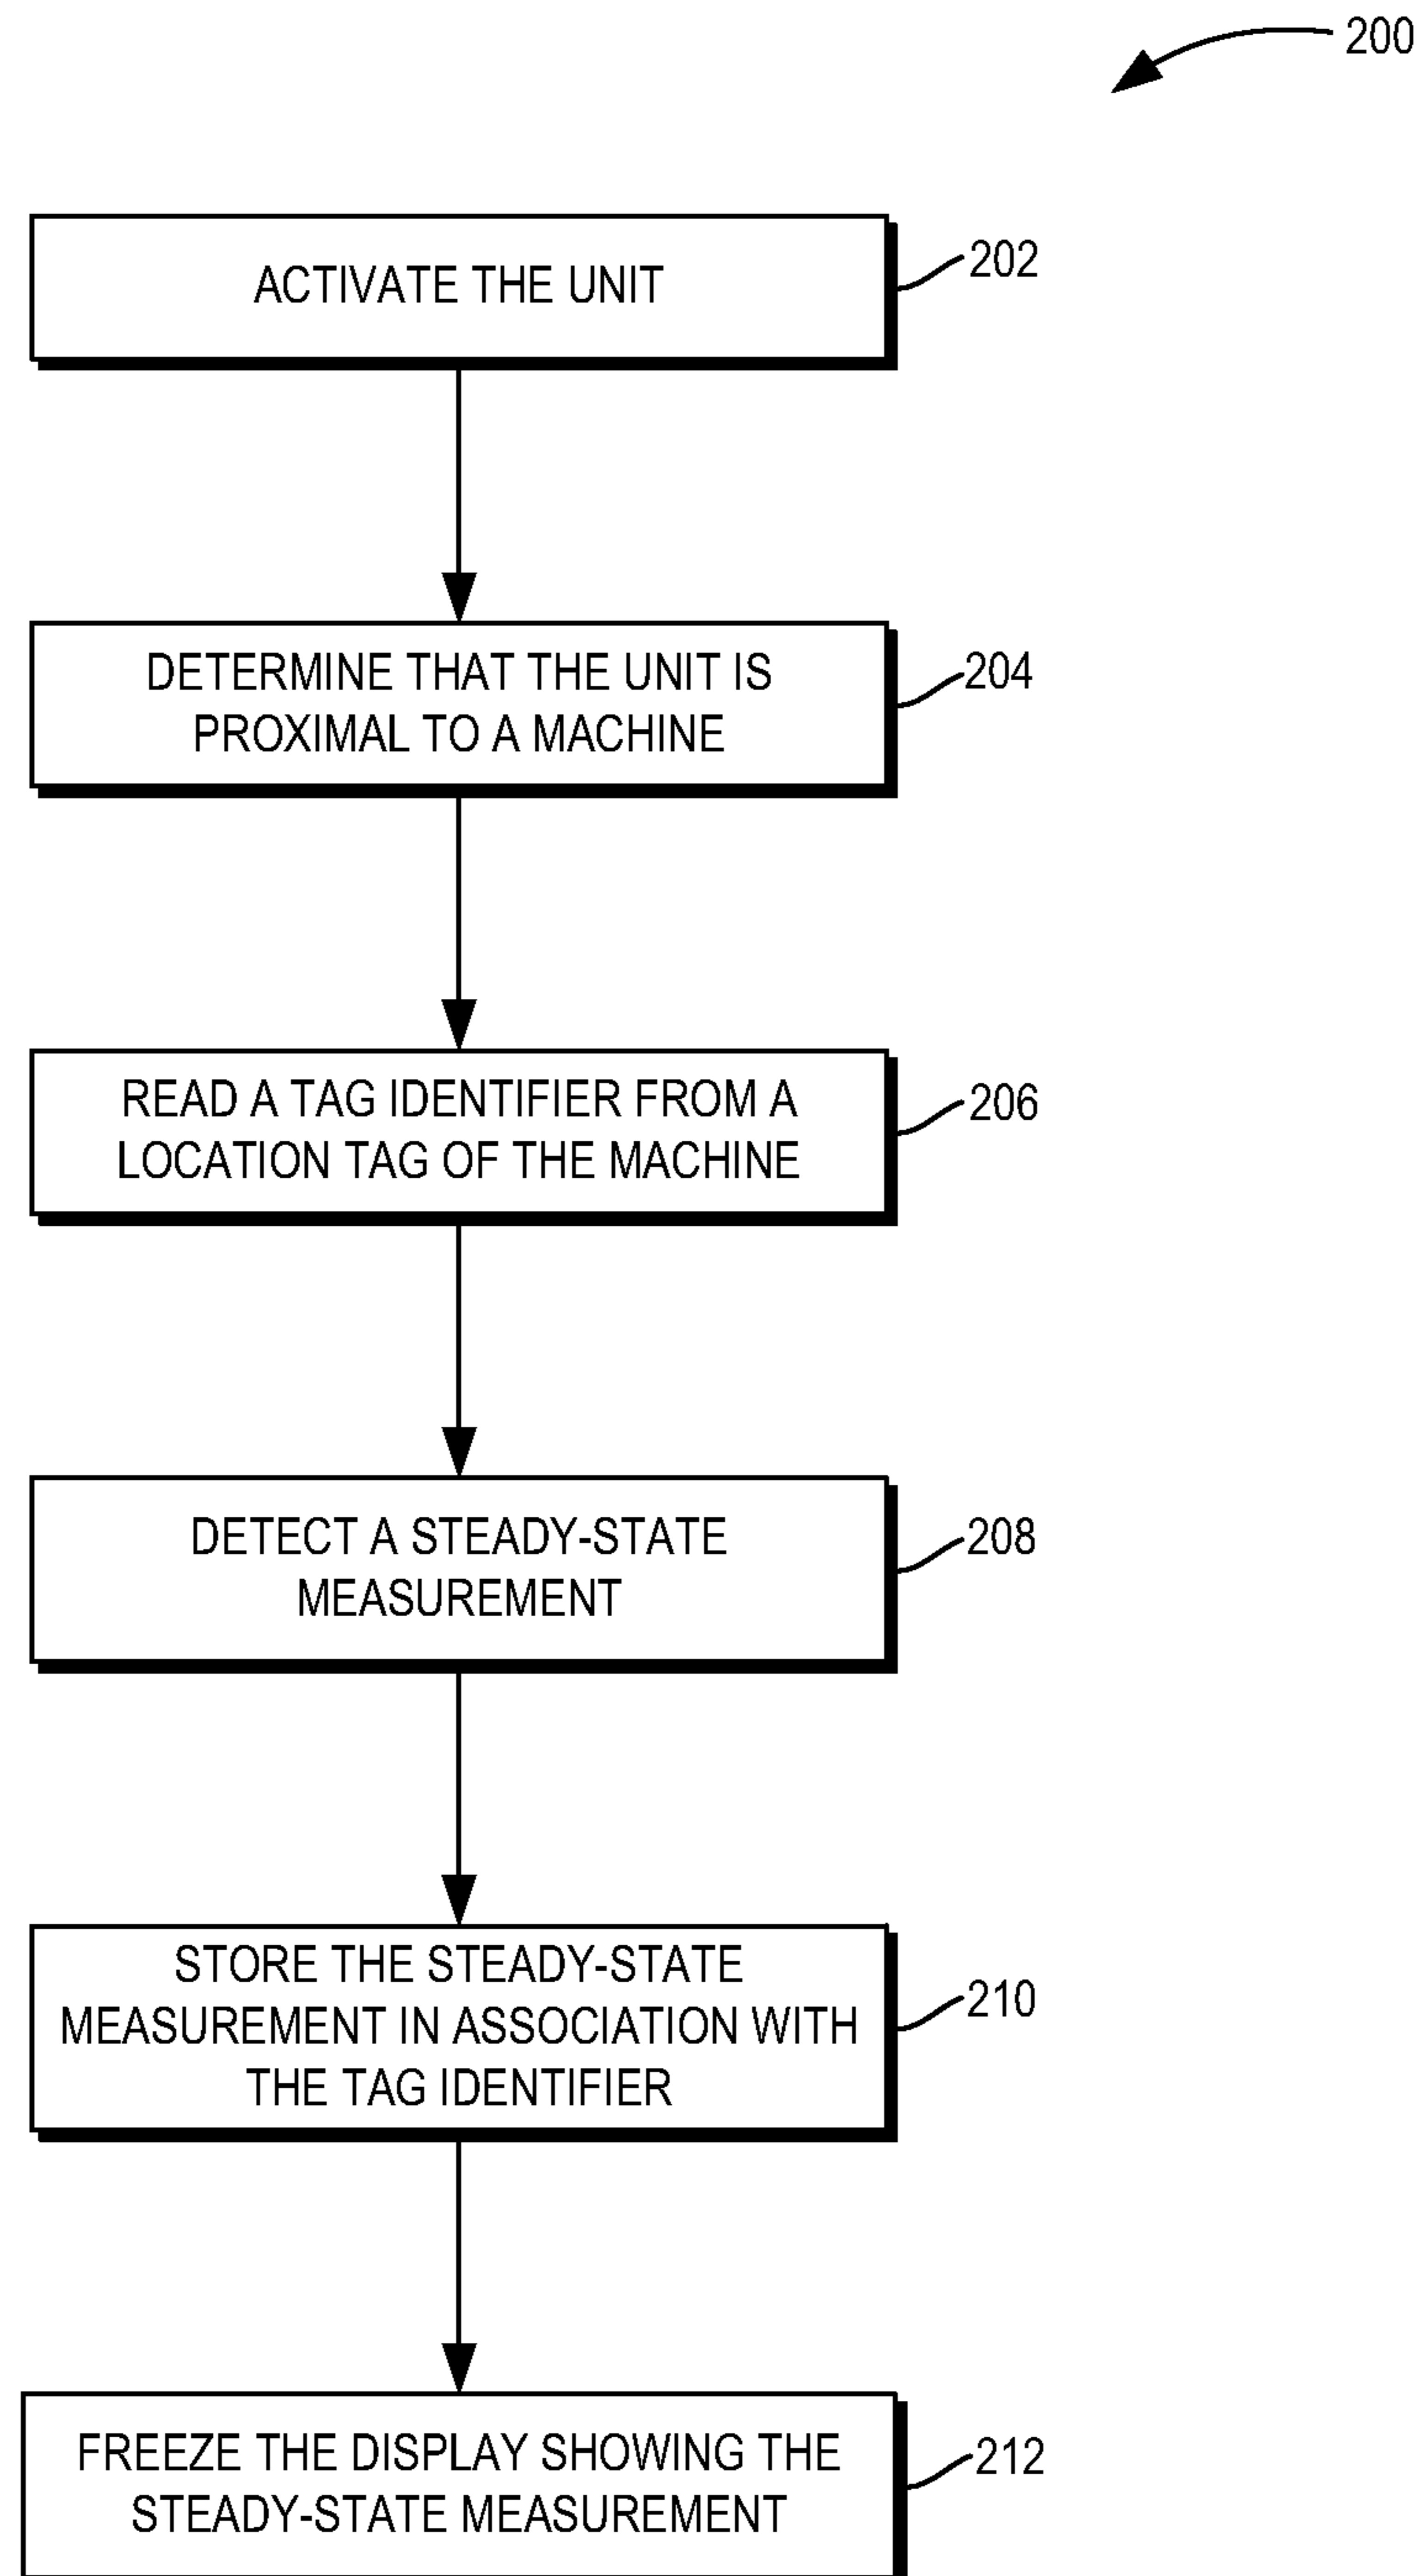 200
ACTIVATE THE UNIT
202
DETERMINE THAT THE UNIT IS
PROXIMAL TO A MACHINE
204
READ A TAG IDENTIFIER FROM A
LOCATION TAG OF THE MACHINE
206
DETECT A STEADY-STATE
MEASUREMENT
208
STORE THE STEADY-STATE
MEASUREMENT IN ASSOCIATION WITH
THE TAG IDENTIFIER
210
FREEZE THE DISPLAY SHOWING THE
STEADY-STATE MEASUREMENT
212